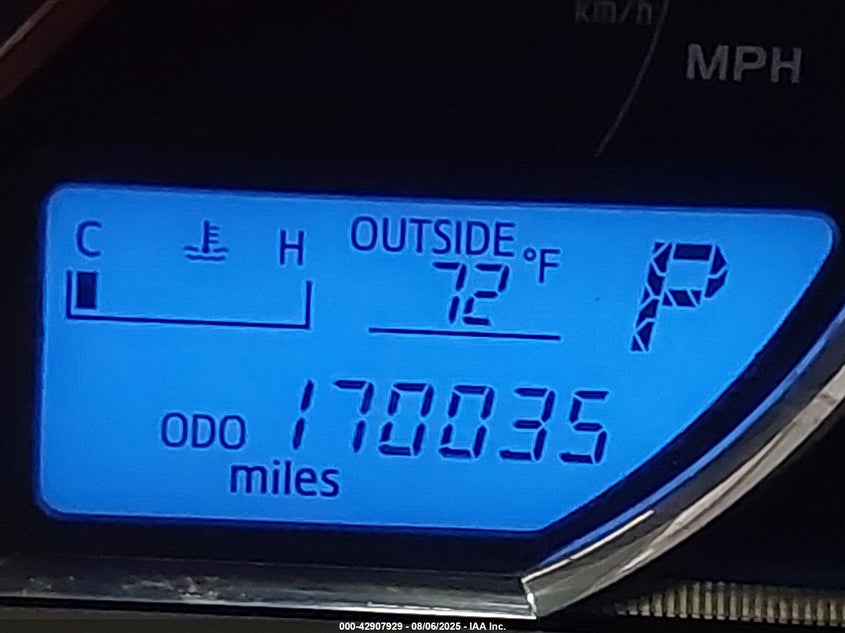 km/h
MPH
C H OUTSIDE
72 °F P
ODO 170035
miles
000-42907929 - 08/06/2025 - IAA Inc.